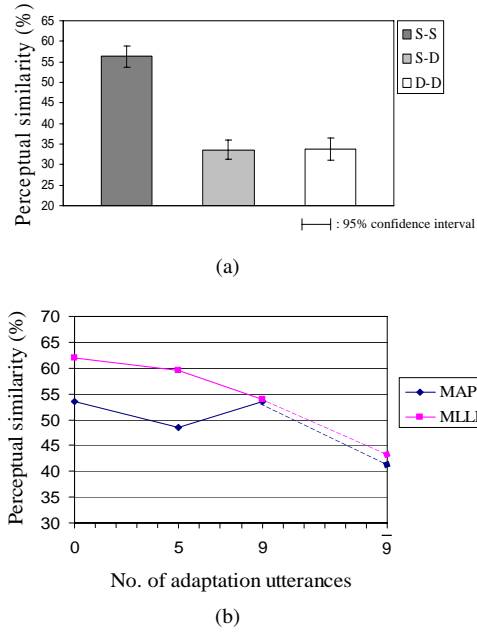 Perceptual similarity (%)
65
60
55
50
45
40
35
30
25
20
S-S
S-D
D-D
: 95% confidence interval
(a)
Perceptual similarity (%)
70
65
60
55
50
45
40
35
30
0 5 9 9̅
MAP
MLLI
No. of adaptation utterances
(b)